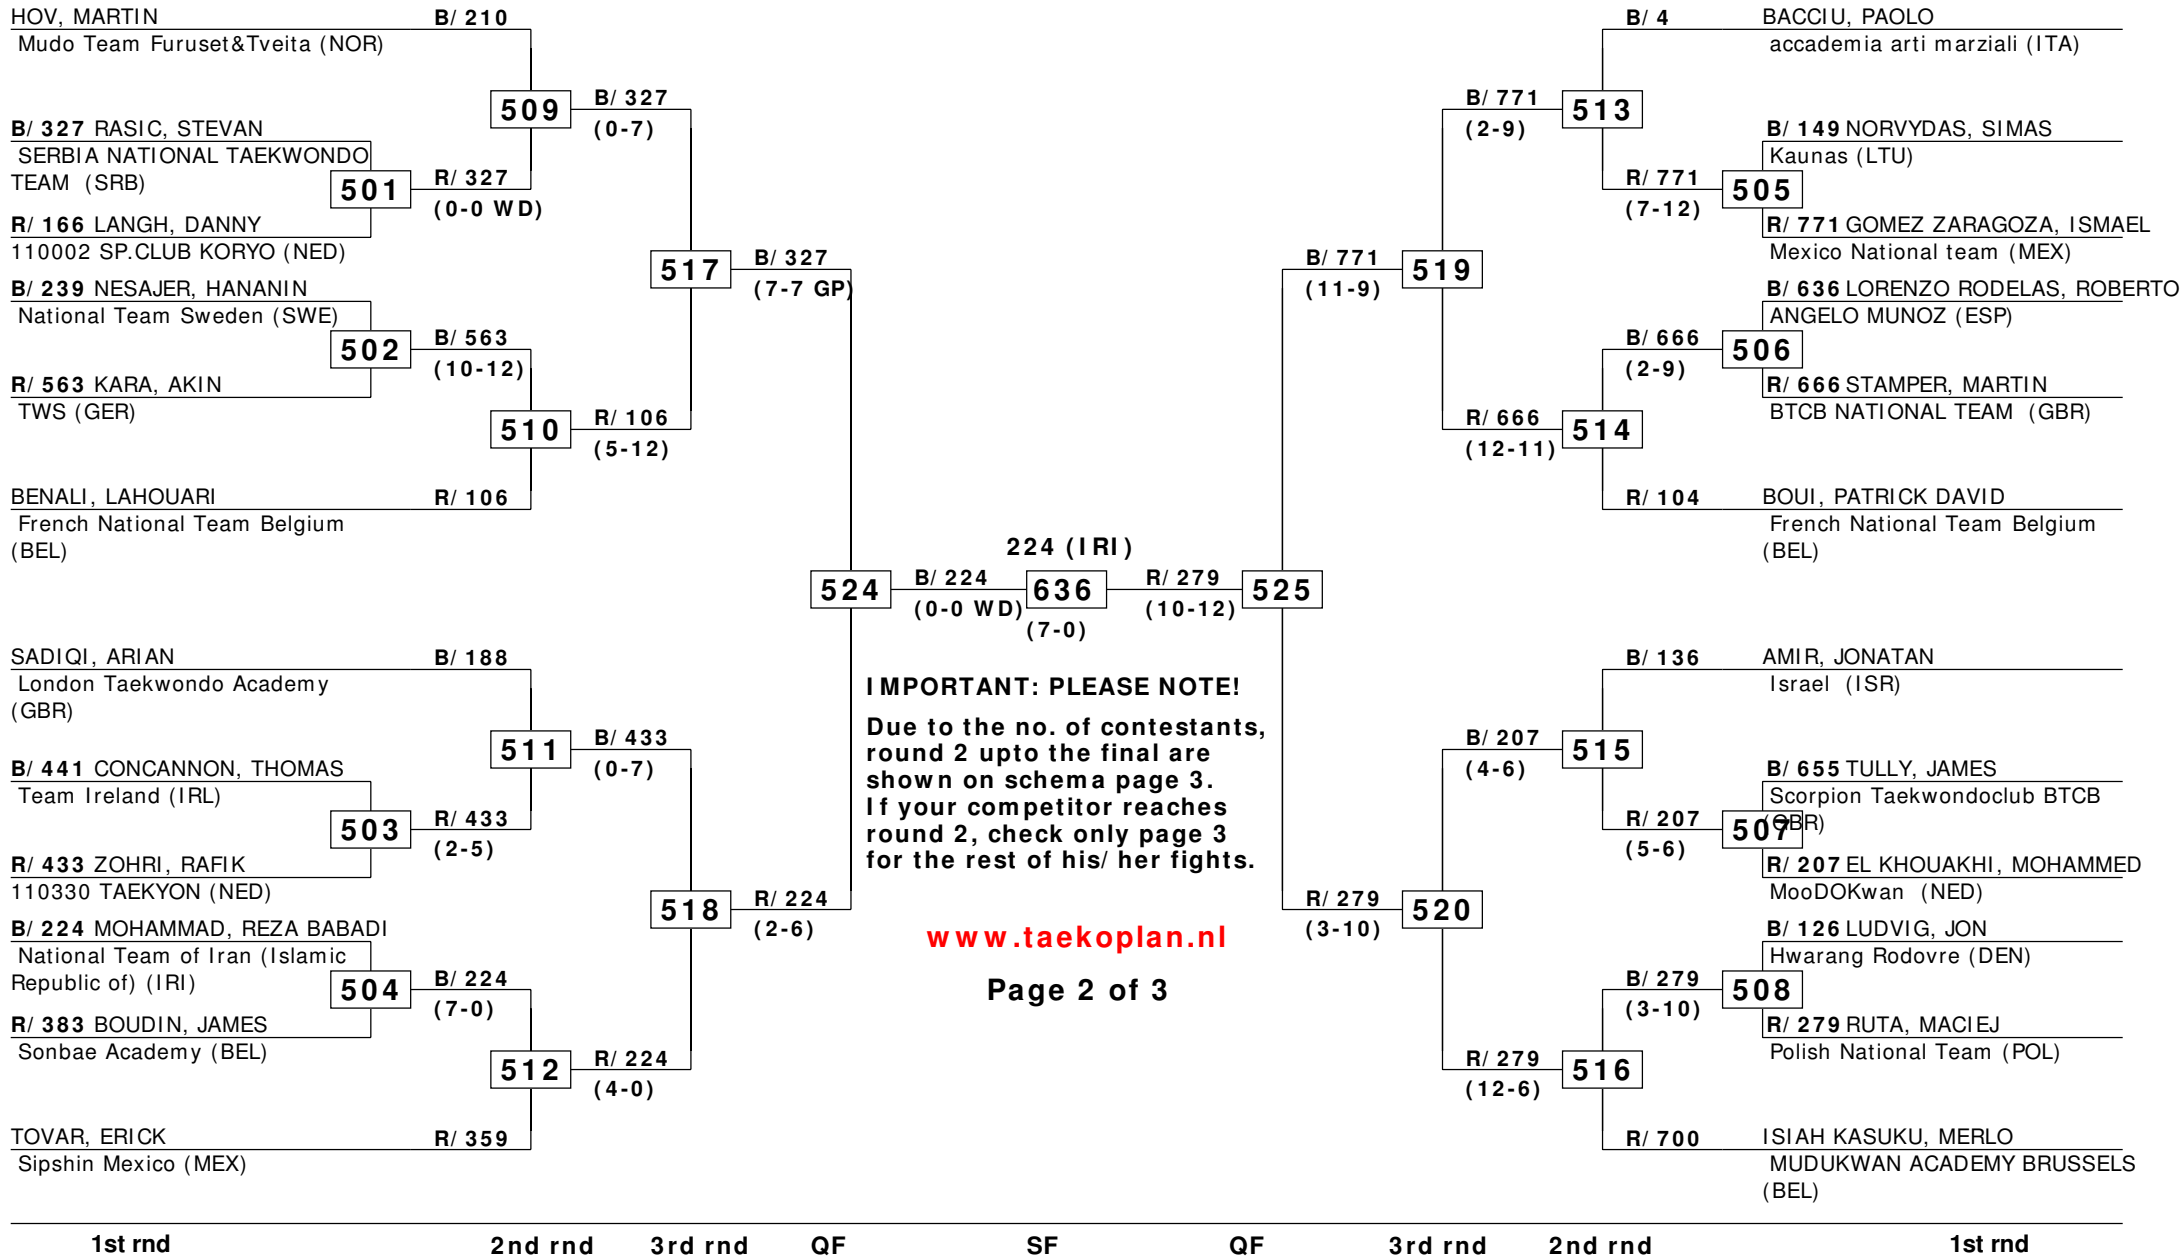 HOV, MARTIN
Mudo Team Furuset&Tveita (NOR)
B/ 210
509
B/ 327
(0-7)
B/ 327 RASIC, STEVAN
SERBIA NATIONAL TAEKWONDO
TEAM (SRB)
501
R/ 327
(0-0 WD)
R/ 166 LANGH, DANNY
110002 SP.CLUB KORYO (NED)
517
B/ 327
(7-7 GP)
B/ 239 NESAJER, HANANIN
National Team Sweden (SWE)
502
B/ 563
(10-12)
R/ 563 KARA, AKIN
TWS (GER)
510
R/ 106
(5-12)
BENALI, LAHOUARI
French National Team Belgium
(BEL)
R/ 106
524
B/ 224
(0-0 WD)
224 (IRI)
636
(7-0)
R/ 279
(10-12)
525
SADIQI, ARIAN
London Taekwondo Academy
(GBR)
B/ 188
511
B/ 433
(0-7)
B/ 441 CONCANNON, THOMAS
Team Ireland (IRL)
503
R/ 433
(2-5)
R/ 433 ZOHRI, RAFIK
110330 TAEKYON (NED)
518
R/ 224
(2-6)
B/ 224 MOHAMMAD, REZA BABADI
National Team of Iran (Islamic
Republic of) (IRI)
504
B/ 224
(7-0)
R/ 383 BOUDIN, JAMES
Sonbae Academy (BEL)
512
R/ 224
(4-0)
TOVAR, ERICK
Sipshin Mexico (MEX)
R/ 359
IMPORTANT: PLEASE NOTE!
Due to the no. of contestants,
round 2 upto the final are
shown on schema page 3.
If your competitor reaches
round 2, check only page 3
for the rest of his/ her fights.
www.taekoplan.nl
Page 2 of 3
B/ 4
BACCIU, PAOLO
accademia arti marziali (ITA)
B/ 771
(2-9)
513
B/ 149 NORVYDAS, SIMAS
Kaunas (LTU)
R/ 771
(7-12)
505
R/ 771 GOMEZ ZARAGOZA, ISMAEL
Mexico National team (MEX)
B/ 771
(11-9)
519
B/ 636 LORENZO RODELAS, ROBERTO
ANGELO MUNOZ (ESP)
B/ 666
(2-9)
506
R/ 666 STAMPER, MARTIN
BTCB NATIONAL TEAM (GBR)
R/ 666
(12-11)
514
R/ 104
BOUI, PATRICK DAVID
French National Team Belgium
(BEL)
B/ 136
AMIR, JONATAN
Israel (ISR)
B/ 207
(4-6)
515
B/ 655 TULLY, JAMES
Scorpion Taekwondoclub BTCB
(GBR)
R/ 207
(5-6)
507
R/ 207 EL KHOUAKHI, MOHAMMED
MooDOKwan (NED)
R/ 279
(3-10)
520
B/ 126 LUDVIG, JON
Hwarang Rodovre (DEN)
B/ 279
(3-10)
508
R/ 279 RUTA, MACIEJ
Polish National Team (POL)
R/ 279
(12-6)
516
R/ 700
ISIAH KASUKU, MERLO
MUDUKWAN ACADEMY BRUSSELS
(BEL)
1st rnd 2nd rnd 3rd rnd QF SF QF 3rd rnd 2nd rnd 1st rnd